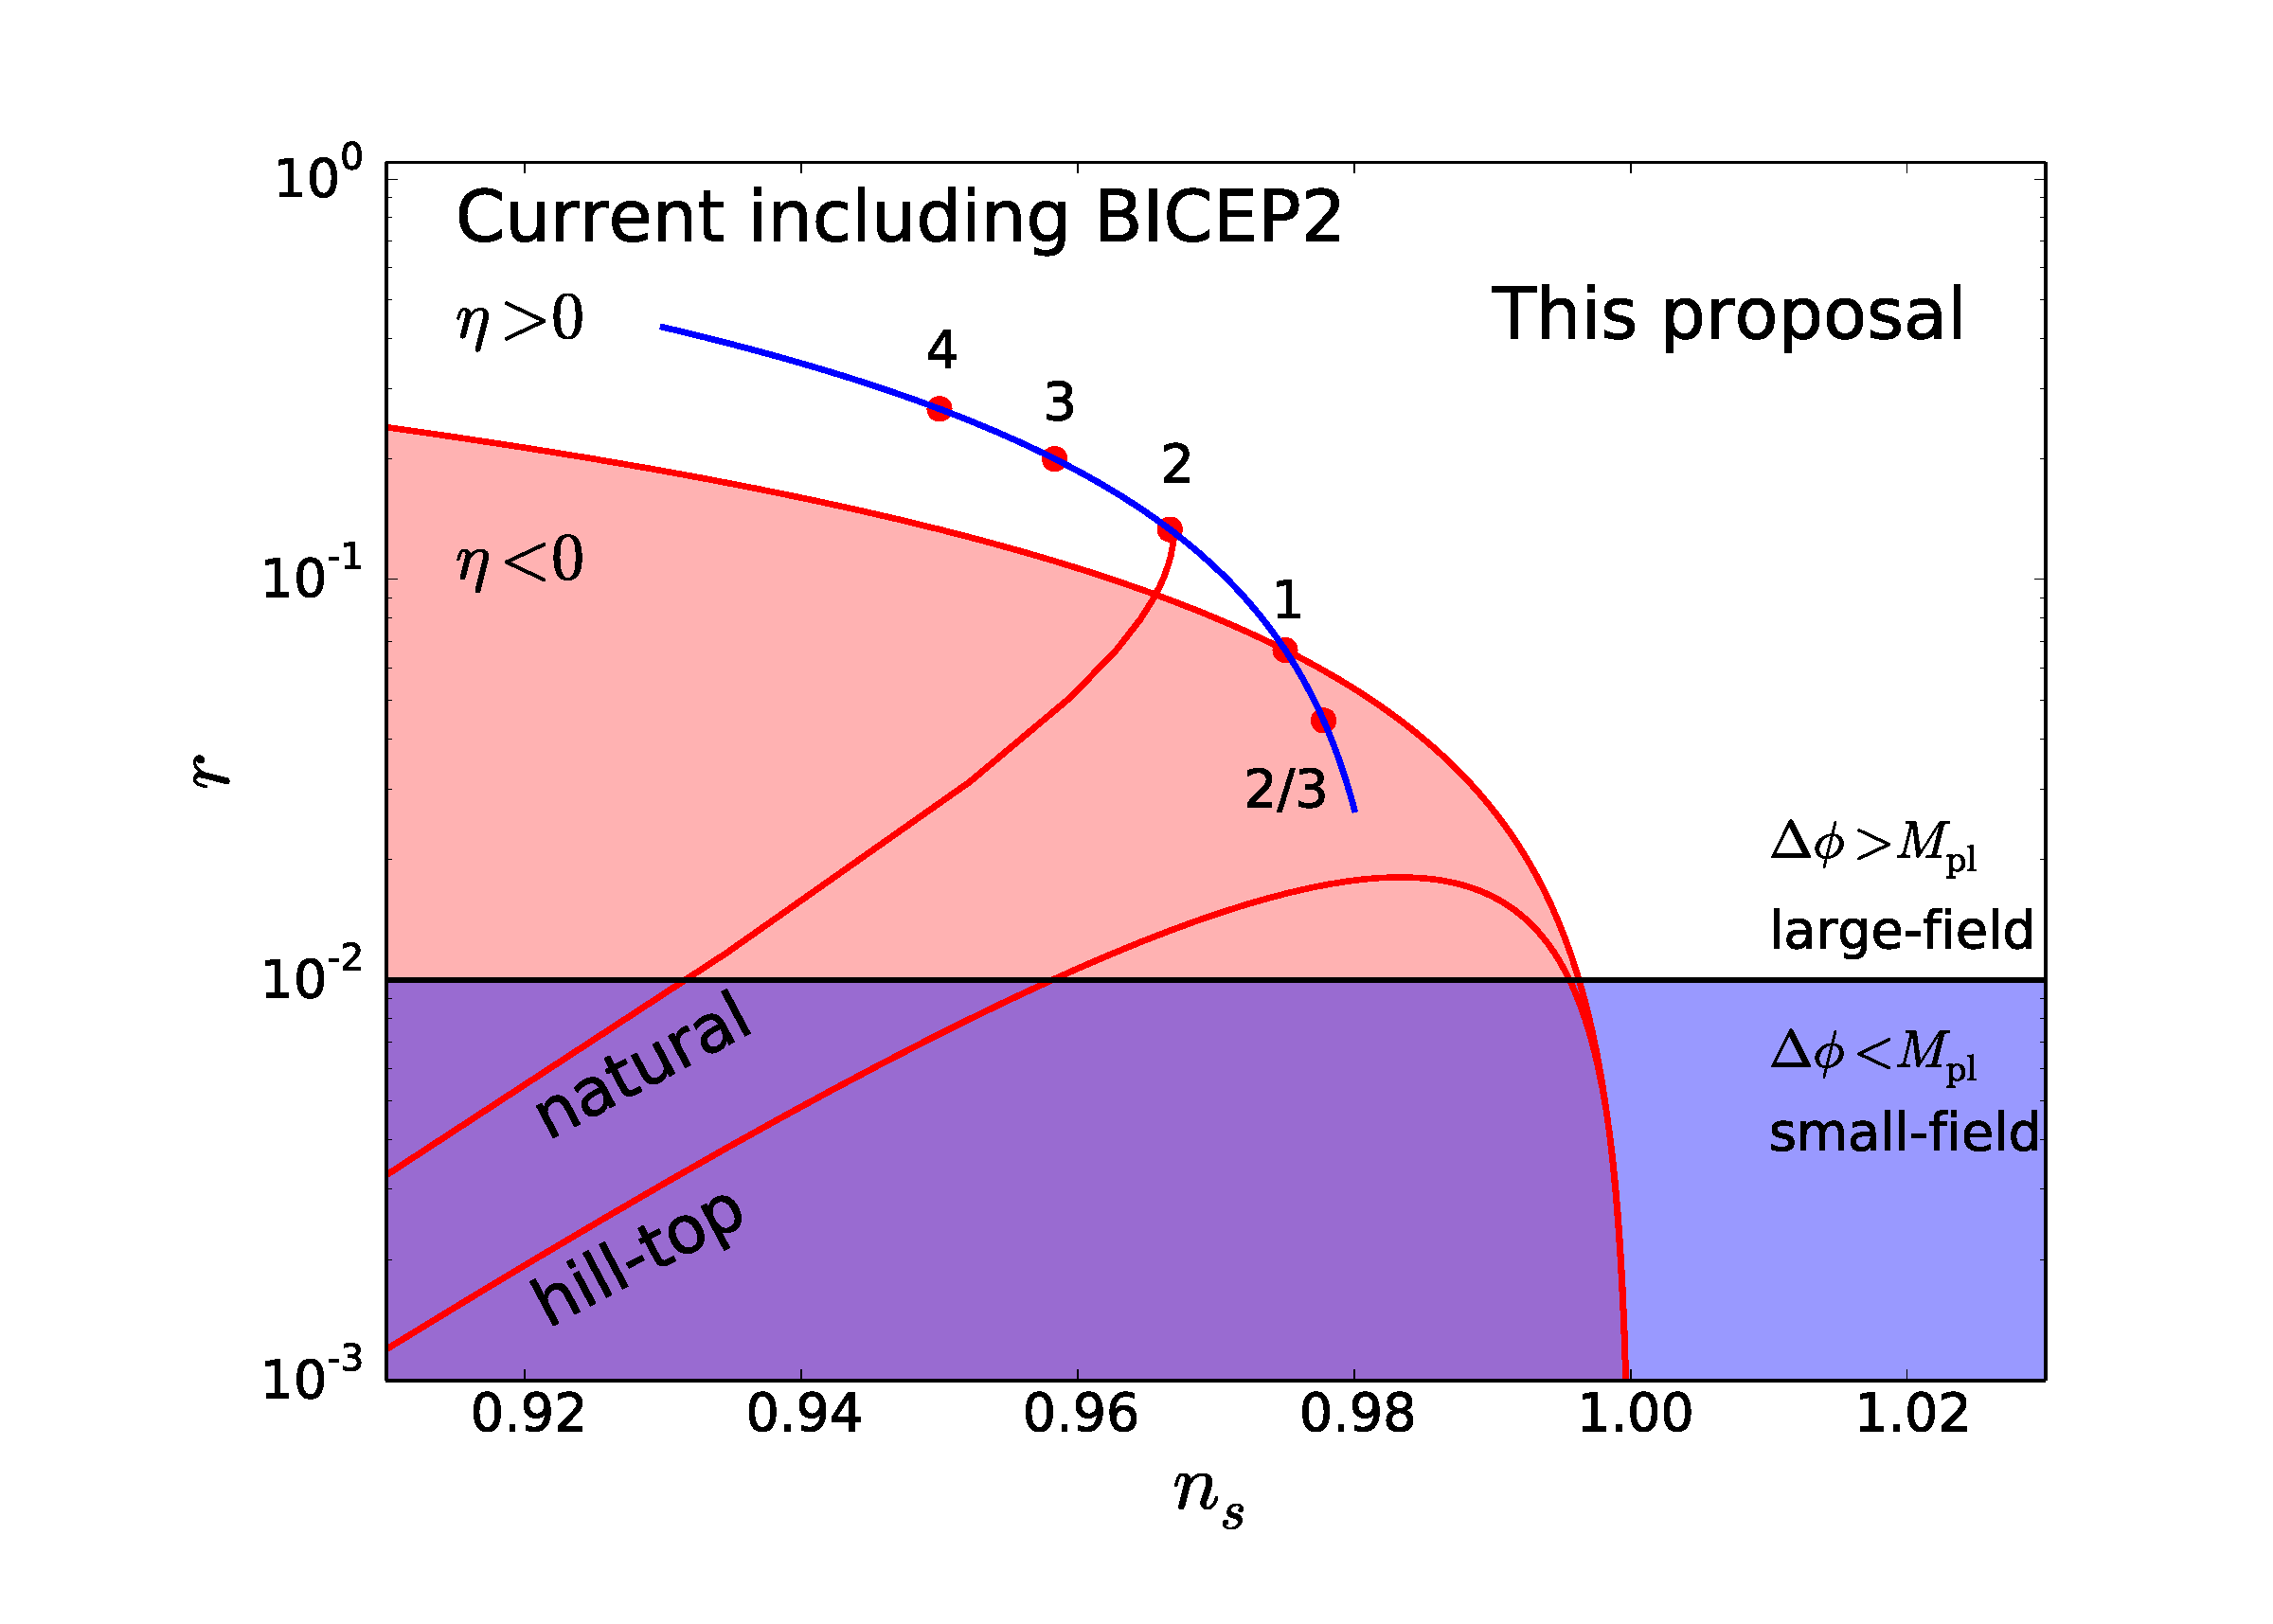 10^0
Current including BICEP2
This proposal
η>0
4
3
2
η<0
10^-1
1
2/3
r
Δϕ>M_pl
large-field
10^-2
natural
Δϕ<M_pl
small-field
hill-top
10^-3
0.92 0.94 0.96 0.98 1.00 1.02
n_s